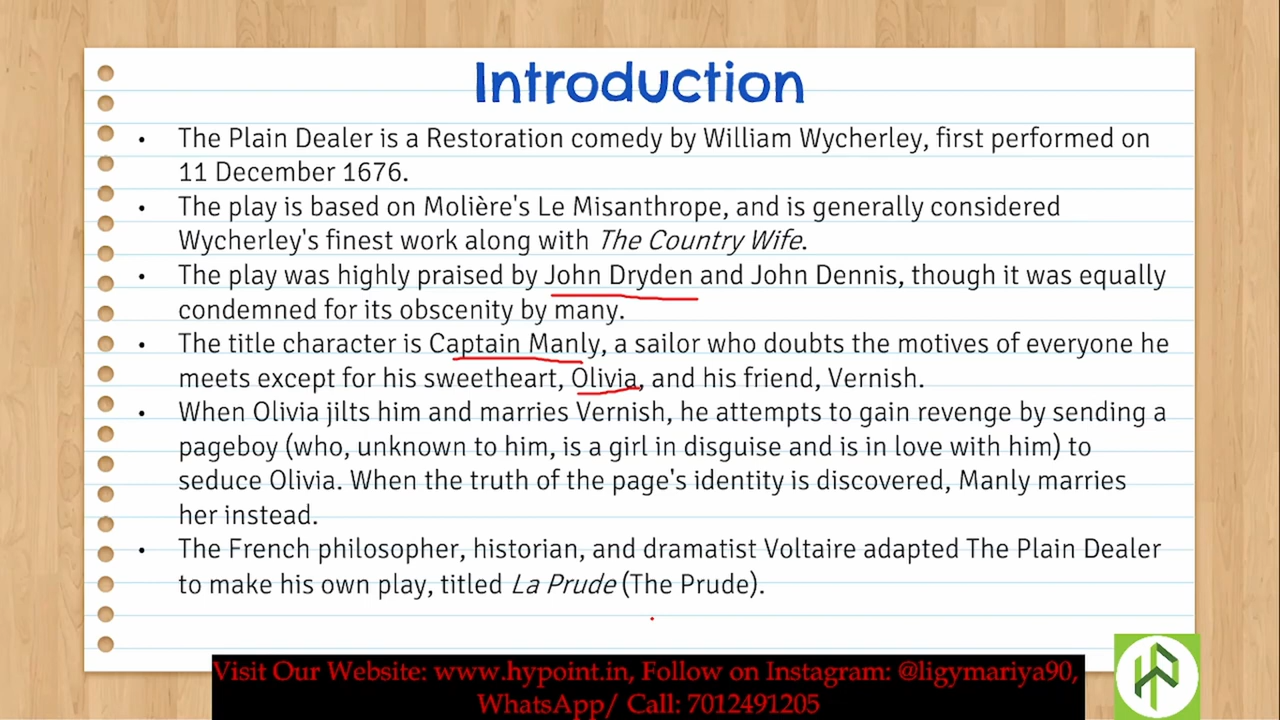 Introduction
• The Plain Dealer is a Restoration comedy by William Wycherley, first performed on
11 December 1676.
• The play is based on Molière's Le Misanthrope, and is generally considered
Wycherley's finest work along with The Country Wife.
• The play was highly praised by John Dryden and John Dennis, though it was equally
condemned for its obscenity by many.
• The title character is Captain Manly, a sailor who doubts the motives of everyone he
meets except for his sweetheart, Olivia, and his friend, Vernish.
• When Olivia jilts him and marries Vernish, he attempts to gain revenge by sending a
pageboy (who, unknown to him, is a girl in disguise and is in love with him) to
seduce Olivia. When the truth of the page's identity is discovered, Manly marries
her instead.
• The French philosopher, historian, and dramatist Voltaire adapted The Plain Dealer
to make his own play, titled La Prude (The Prude).
Visit Our Website: www.hypoint.in, Follow on Instagram: @ligymariya90,
WhatsApp/ Call: 7012491205